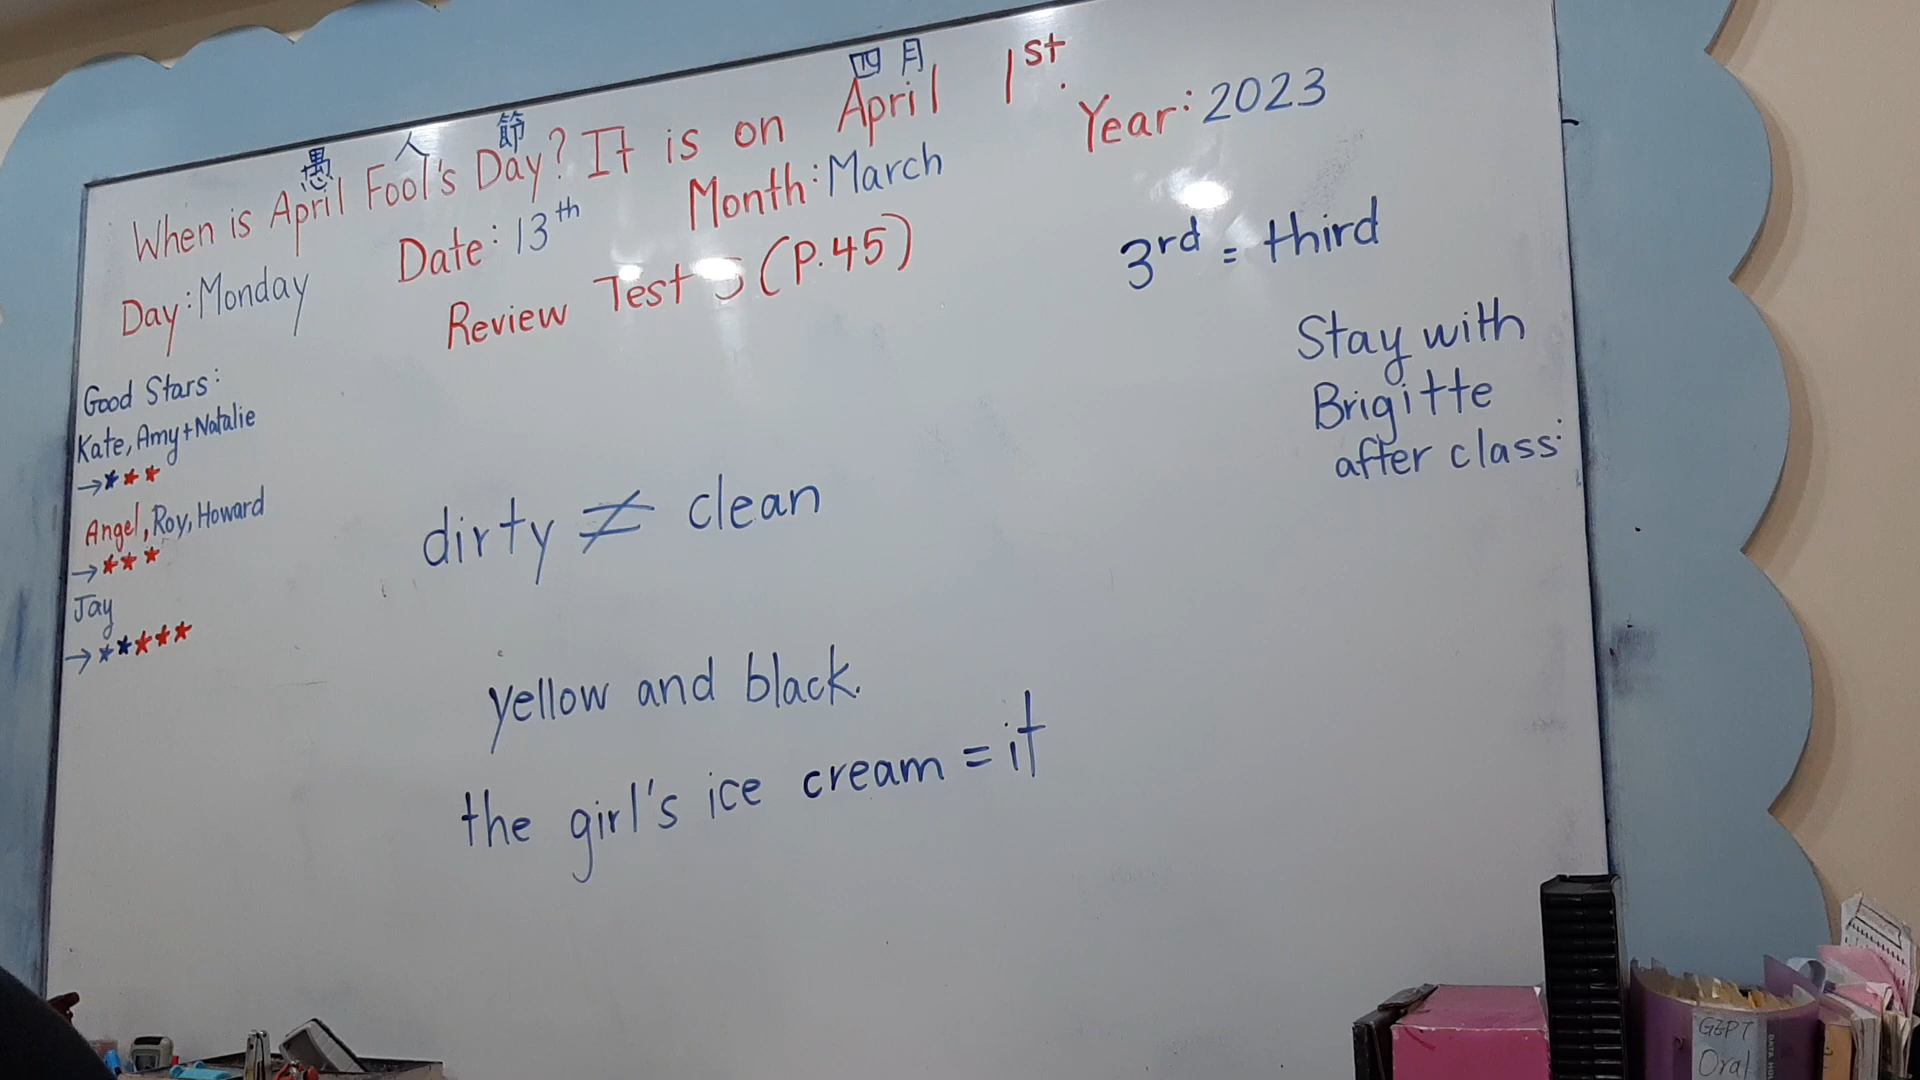 愚人節 四月
When is April Fool's Day? It is on April 1st.
Day: Monday Date: 13th Month: March Year: 2023
Review Test 5 (P.45)
3rd = third
Stay with
Brigitte
after class:
Good Stars:
Kate, Amy + Natalie
→ ***
Angel, Roy, Howard
→ ***
Jay
→ *****
dirty ≠ clean
yellow and black.
the girl's ice cream = it
GEPT
Oral